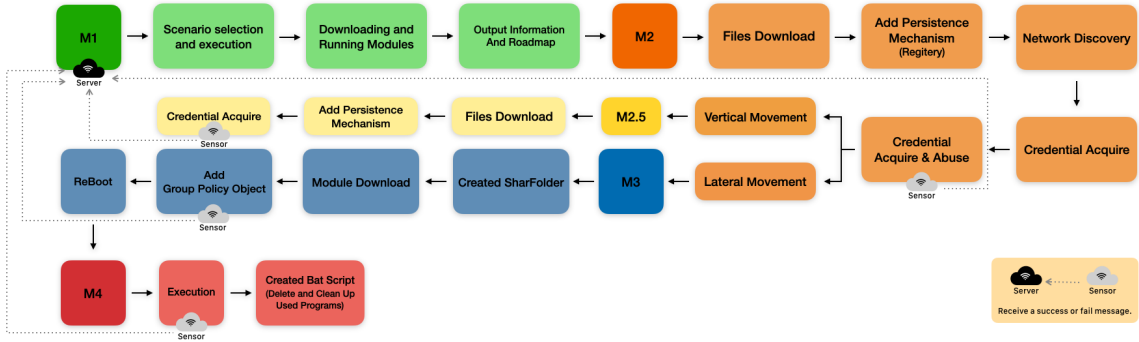 M1
Scenario selection
and execution
Downloading and
Running Modules
Output Information
And Roadmap
M2
Files Download
Add Persistence
Mechanism
(Regitery)
Network Discovery
Server
Credential Acquire
Sensor
Add Persistence
Mechanism
Files Download
M2.5
Vertical Movement
Credential
Acquire & Abuse
Sensor
Credential Acquire
ReBoot
Add
Group Policy Object
Sensor
Module Download
Created SharFolder
M3
Lateral Movement
M4
Execution
Sensor
Created Bat Script
(Delete and Clean Up
Used Programs)
Server
Sensor
Receive a success or fail message.